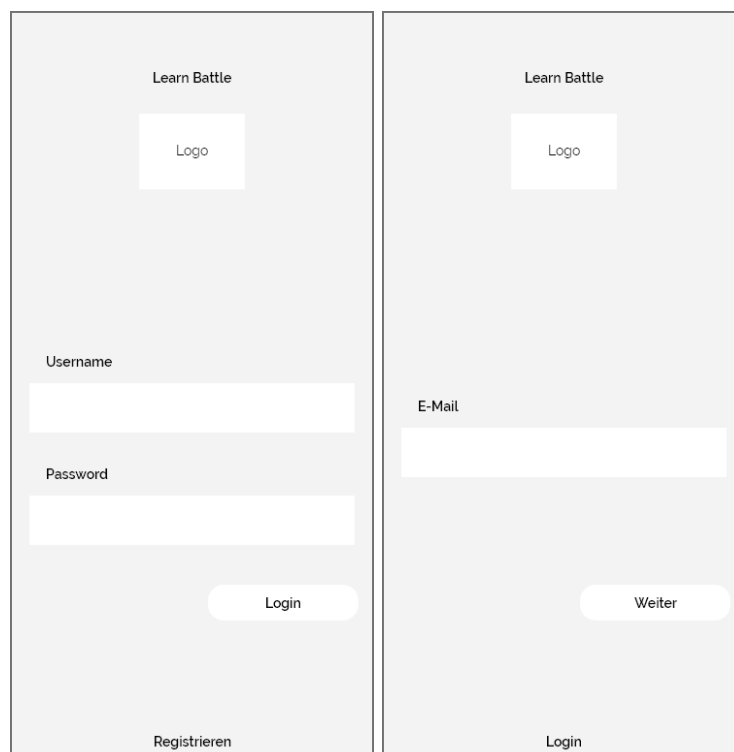 Learn Battle
Logo
Username
Password
Login
Registrieren
Learn Battle
Logo
E-Mail
Weiter
Login